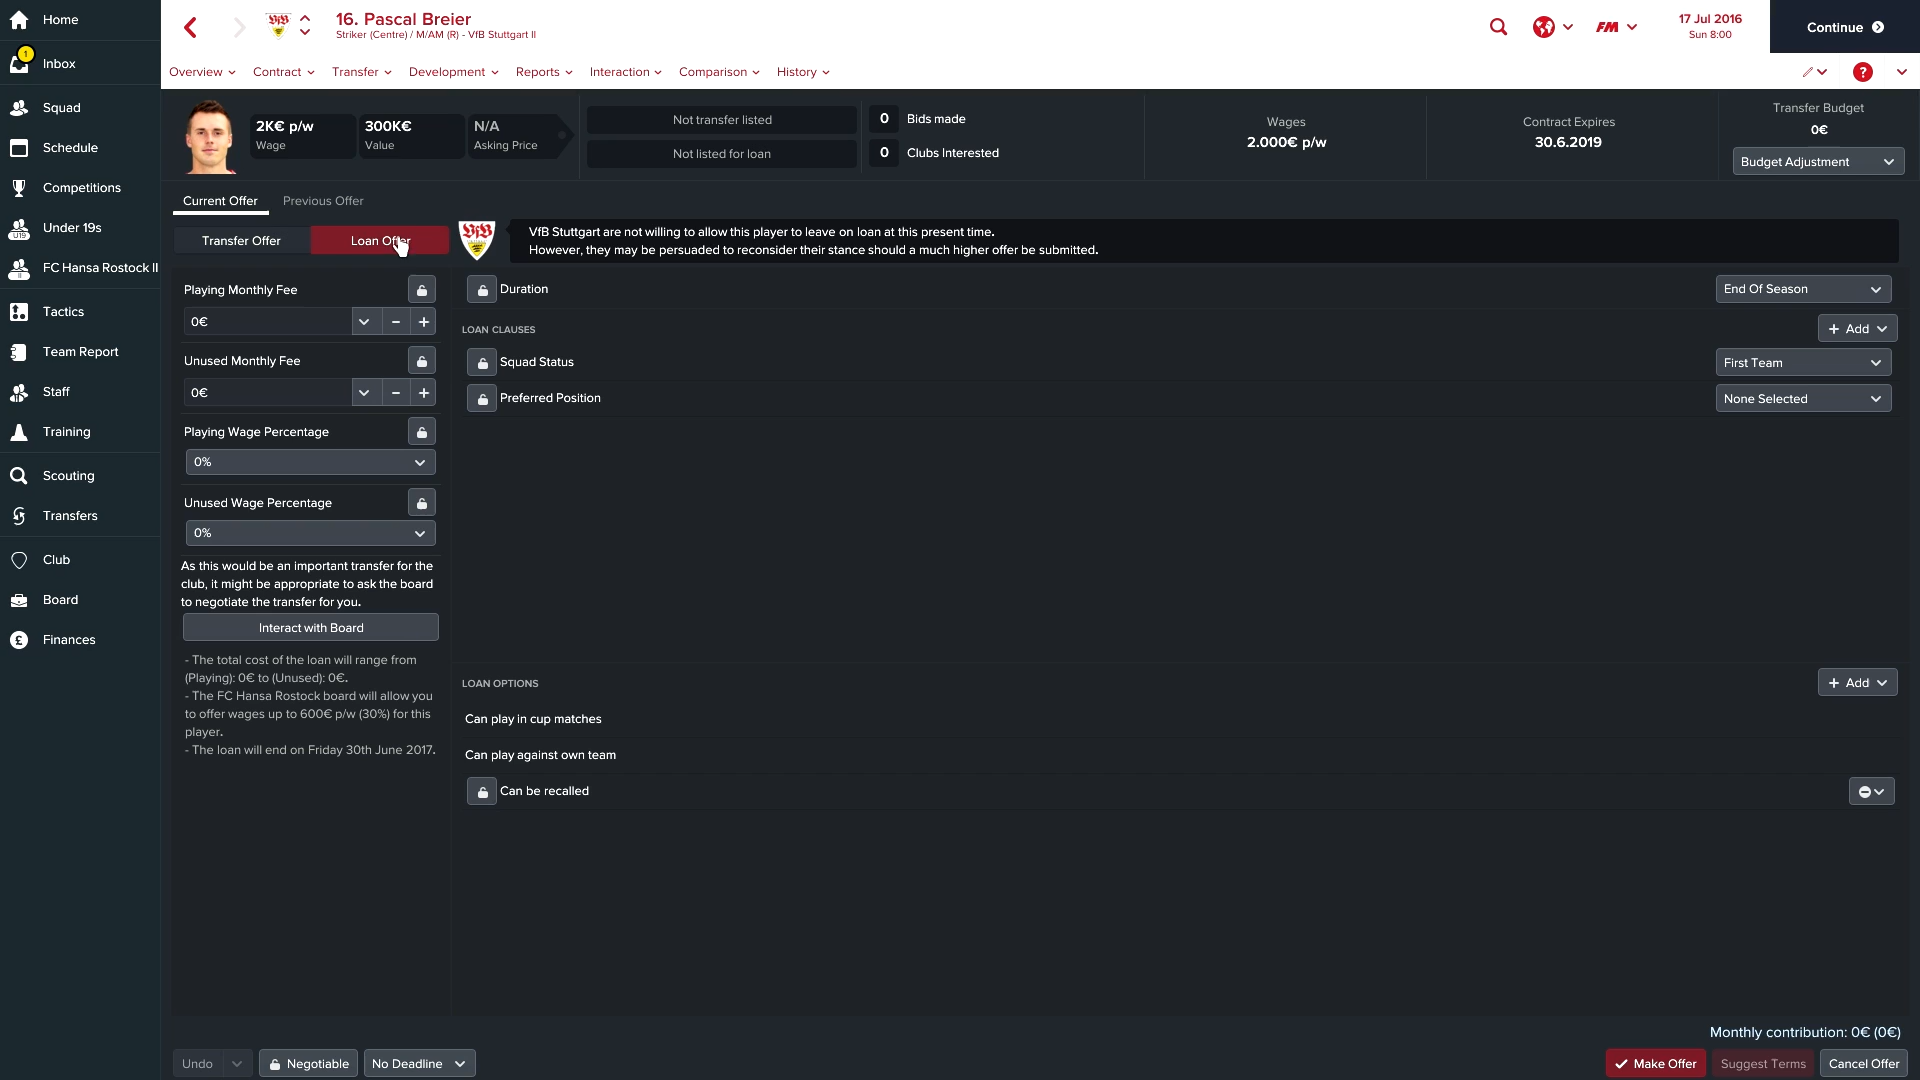 Home
1
Inbox
Squad
Schedule
Competitions
U19
Under 19s
II
FC Hansa Rostock II
Tactics
Team Report
Staff
Training
Scouting
Transfers
Club
Board
£ Finances
16. Pascal Breier
Striker (Centre) / M/AM (R) - VfB Stuttgart II
FM
17 Jul 2016
Sun 8:00
Continue
Overview
Contract
Transfer
Development
Reports
Interaction
Comparison
History
?
2K€ p/w
Wage
300K€
Value
N/A
Asking Price
Not transfer listed
Not listed for loan
0 Bids made
0 Clubs Interested
Wages
2.000€ p/w
Contract Expires
30.6.2019
Transfer Budget
0€
Budget Adjustment
Current Offer
Previous Offer
Transfer Offer
Loan Offer
VfB Stuttgart are not willing to allow this player to leave on loan at this present time.
However, they may be persuaded to reconsider their stance should a much higher offer be submitted.
Playing Monthly Fee
0€
Unused Monthly Fee
0€
Playing Wage Percentage
0%
Unused Wage Percentage
0%
As this would be an important transfer for the
club, it might be appropriate to ask the board
to negotiate the transfer for you.
Interact with Board
- The total cost of the loan will range from
(Playing): 0€ to (Unused): 0€.
- The FC Hansa Rostock board will allow you
to offer wages up to 600€ p/w (30%) for this
player.
- The loan will end on Friday 30th June 2017.
Duration
End Of Season
LOAN CLAUSES
+ Add
Squad Status
First Team
Preferred Position
None Selected
LOAN OPTIONS
+ Add
Can play in cup matches
Can play against own team
Can be recalled
Monthly contribution: 0€ (0€)
Undo
Negotiable
No Deadline
Make Offer
Suggest Terms
Cancel Offer